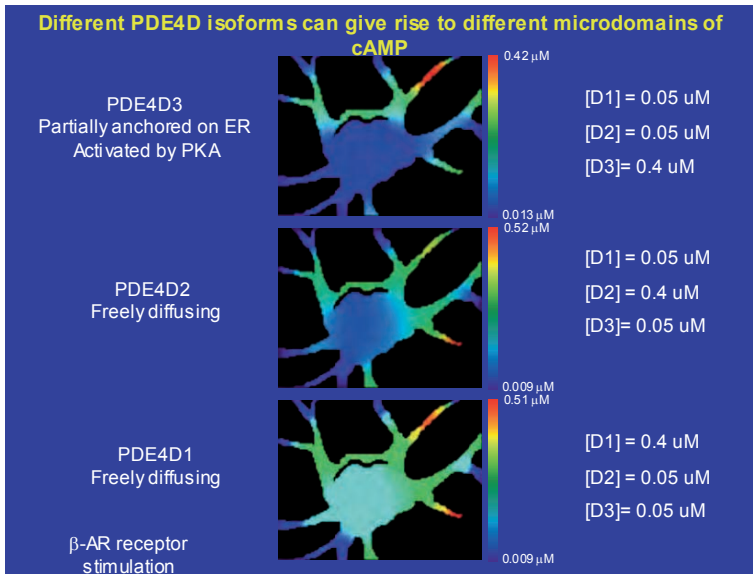 Different PDE4D isoforms can give rise to different microdomains of
cAMP
PDE4D3
Partially anchored on ER
Activated by PKA
0.42 μM
0.013 μM
[D1] = 0.05 uM
[D2] = 0.05 uM
[D3]= 0.4 uM
PDE4D2
Freely diffusing
0.52 μM
0.009 μM
[D1] = 0.05 uM
[D2] = 0.4 uM
[D3]= 0.05 uM
PDE4D1
Freely diffusing
0.51 μM
0.009 μM
[D1] = 0.4 uM
[D2] = 0.05 uM
[D3] = 0.05 uM
β-AR receptor
stimulation